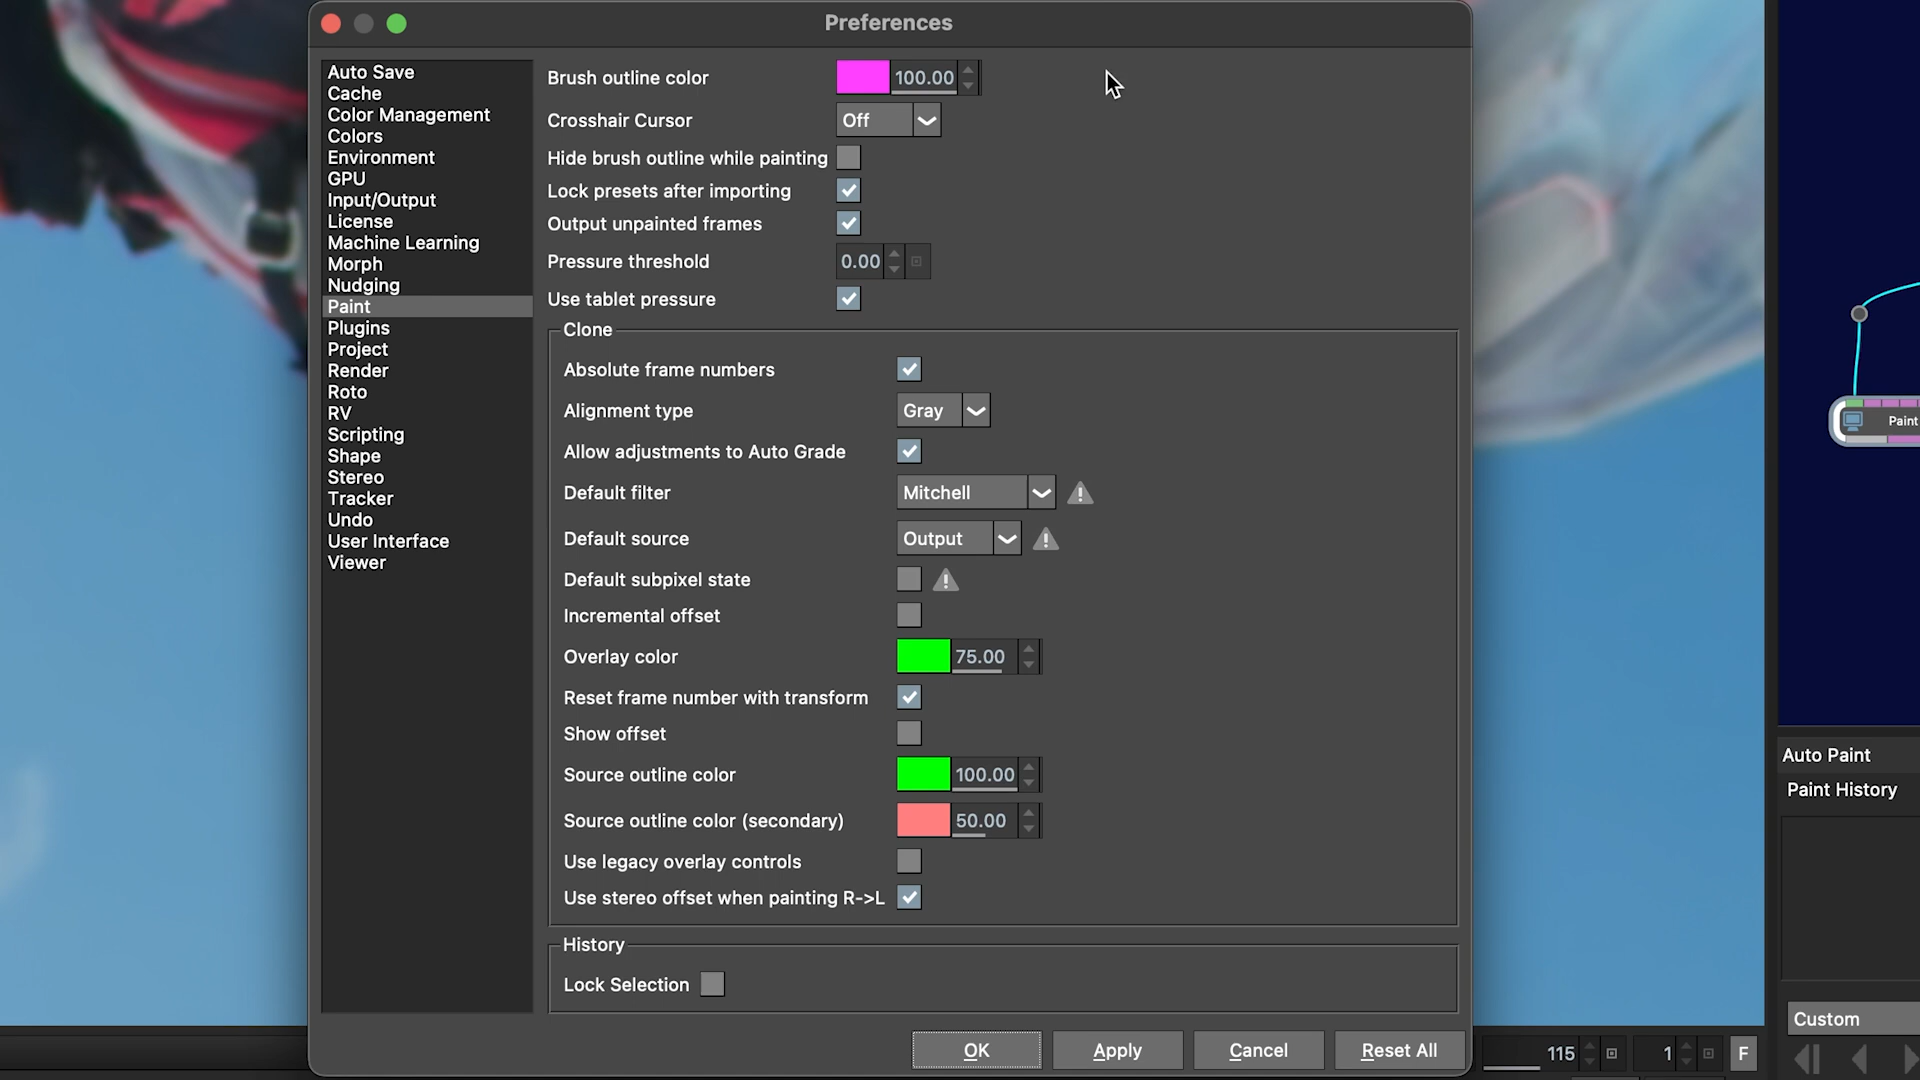 Preferences
Auto Save
Cache
Color Management
Colors
Environment
GPU
Input/Output
License
Machine Learning
Morph
Nudging
Paint
Plugins
Project
Render
Roto
RV
Scripting
Shape
Stereo
Tracker
Undo
User Interface
Viewer
Brush outline color 100.00
Crosshair Cursor Off
Hide brush outline while painting
Lock presets after importing
Output unpainted frames
Pressure threshold 0.00
Use tablet pressure
Clone
Absolute frame numbers
Alignment type Gray
Allow adjustments to Auto Grade
Default filter Mitchell
Default source Output
Default subpixel state
Incremental offset
Overlay color 75.00
Reset frame number with transform
Show offset
Source outline color 100.00
Source outline color (secondary) 50.00
Use legacy overlay controls
Use stereo offset when painting R->L
History
Lock Selection
OK Apply Cancel Reset All
Paint
Auto Paint
Paint History
Custom
115 1 F